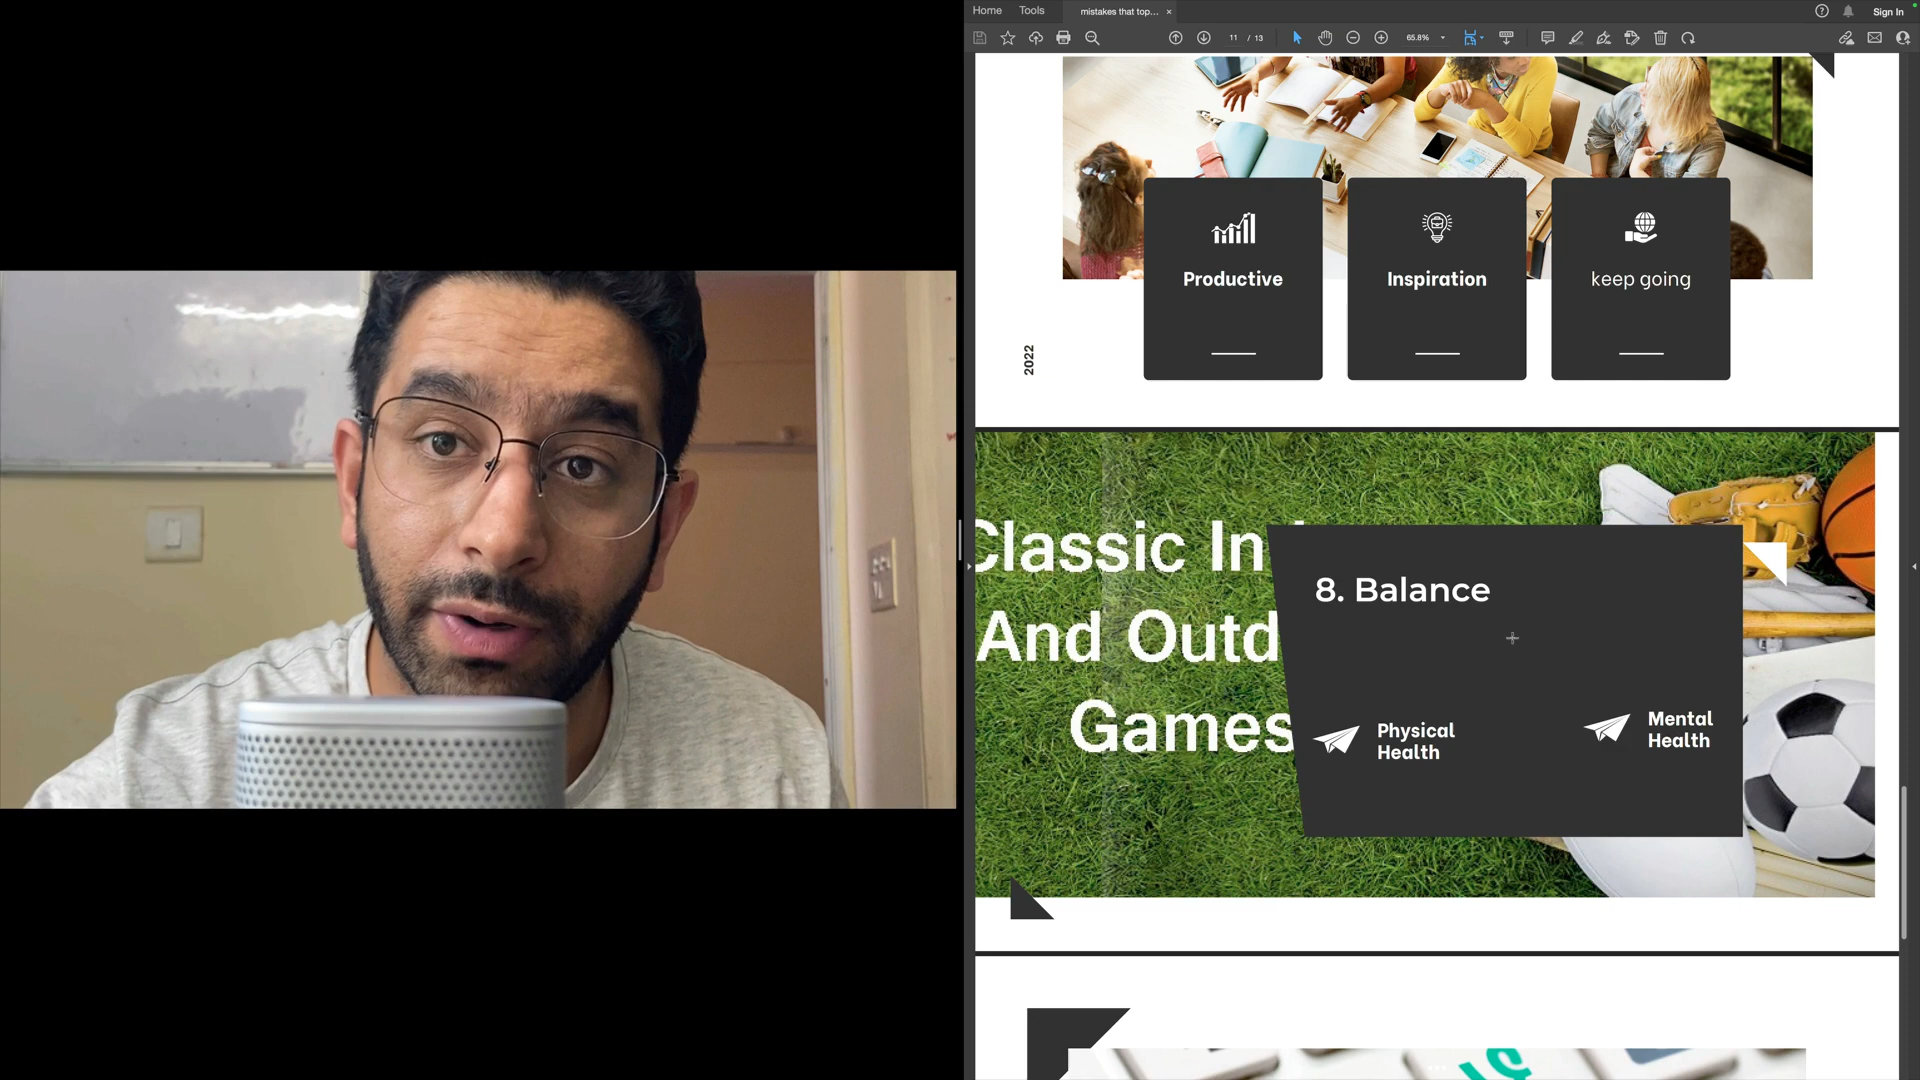 Home Tools mistakes that top... × Sign In
11 / 13 65.8%
Productive Inspiration keep going
2022
Classic In
And Outd
Games
8. Balance
Physical
Health
Mental
Health